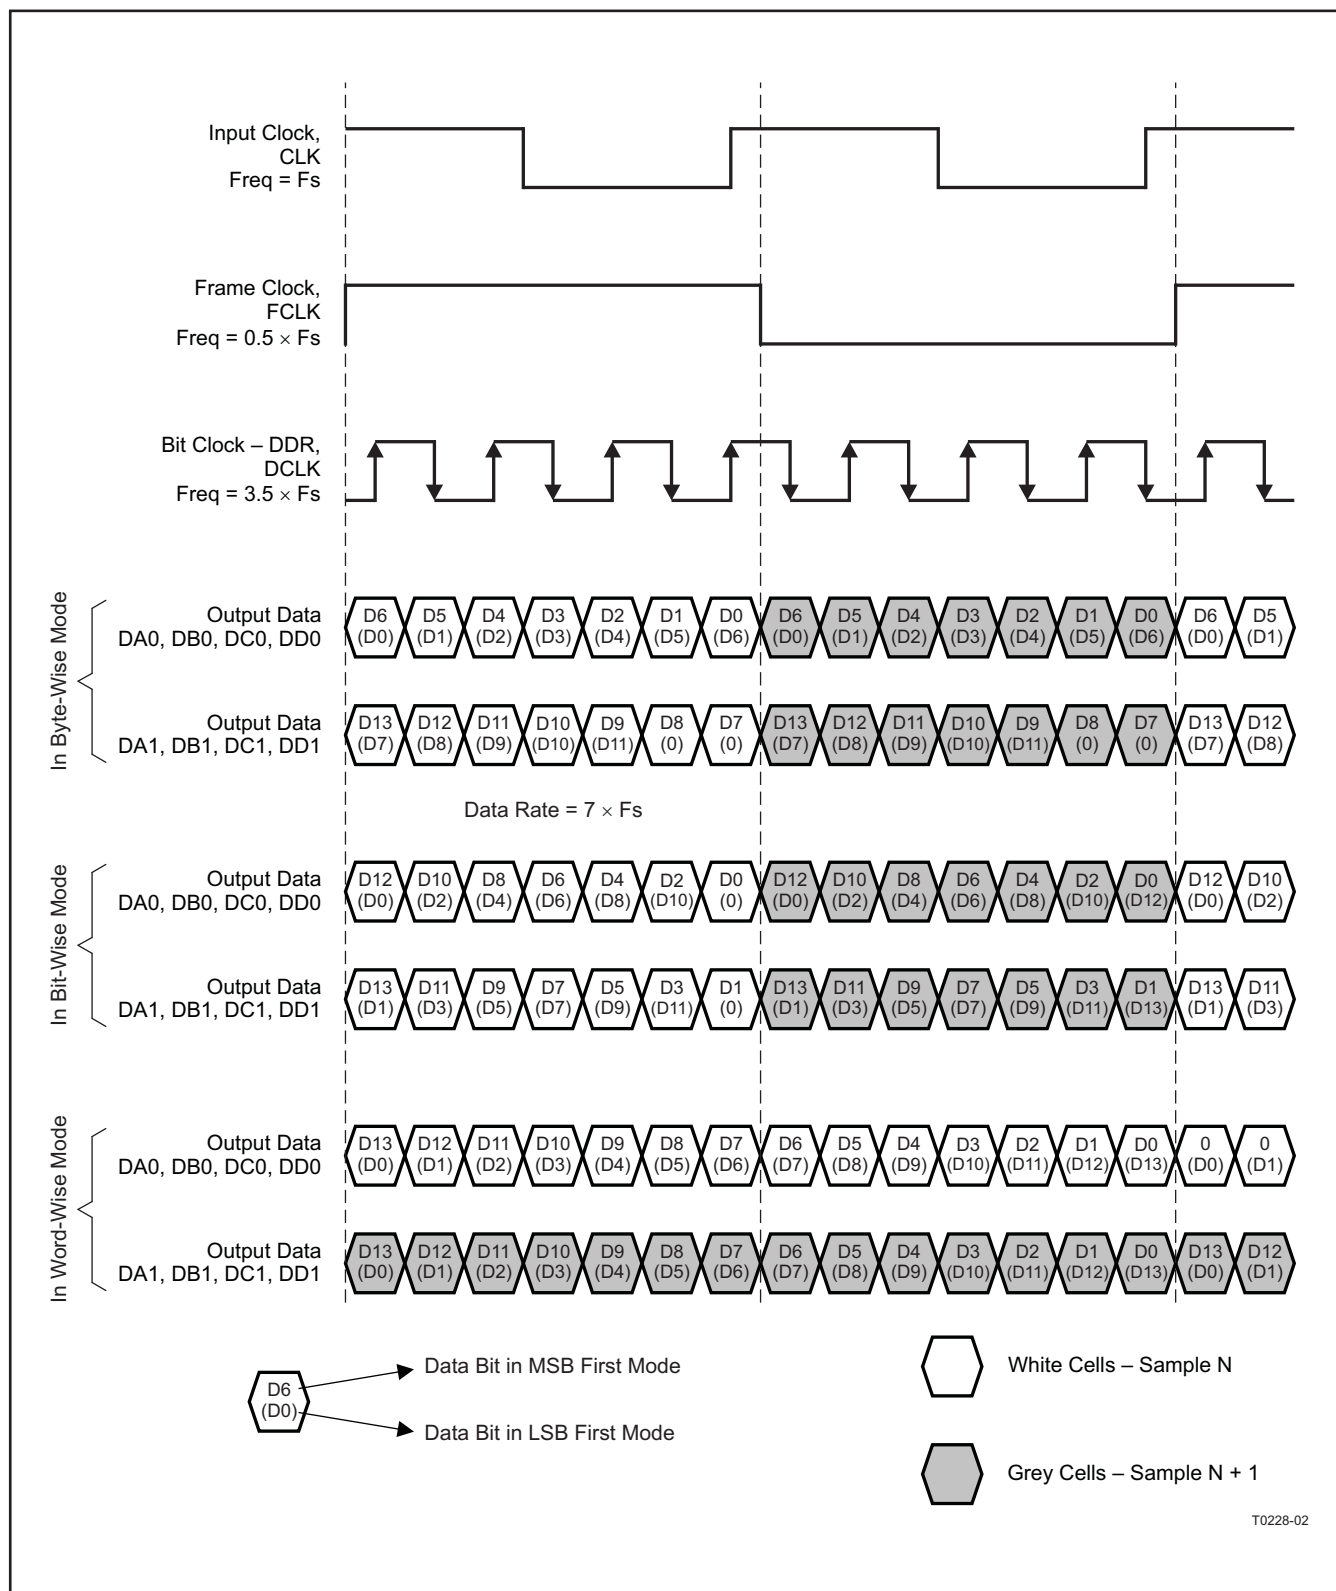 Input Clock,
CLK
Freq = Fs
Frame Clock,
FCLK
Freq = 0.5 × Fs
Bit Clock – DDR,
DCLK
Freq = 3.5 × Fs
In Byte-Wise Mode
Output Data
DA0, DB0, DC0, DD0
D6 D5 D4 D3 D2 D1 D0 D6 D5 D4 D3 D2 D1 D0 D6 D5
(D0) (D1) (D2) (D3) (D4) (D5) (D6) (D0) (D1) (D2) (D3) (D4) (D5) (D6) (D0) (D1)
Output Data
DA1, DB1, DC1, DD1
D13 D12 D11 D10 D9 D8 D7 D13 D12 D11 D10 D9 D8 D7 D13 D12
(D7) (D8) (D9) (D10) (D11) (0) (0) (D7) (D8) (D9) (D10) (D11) (0) (0) (D7) (D8)
Data Rate = 7 × Fs
In Bit-Wise Mode
Output Data
DA0, DB0, DC0, DD0
D12 D10 D8 D6 D4 D2 D0 D12 D10 D8 D6 D4 D2 D0 D12 D10
(D0) (D2) (D4) (D6) (D8) (D10) (0) (D0) (D2) (D4) (D6) (D8) (D10) (D12) (D0) (D2)
Output Data
DA1, DB1, DC1, DD1
D13 D11 D9 D7 D5 D3 D1 D13 D11 D9 D7 D5 D3 D1 D13 D11
(D1) (D3) (D5) (D7) (D9) (D11) (0) (D1) (D3) (D5) (D7) (D9) (D11) (D13) (D1) (D3)
In Word-Wise Mode
Output Data
DA0, DB0, DC0, DD0
D13 D12 D11 D10 D9 D8 D7 D6 D5 D4 D3 D2 D1 D0 0 0
(D0) (D1) (D2) (D3) (D4) (D5) (D6) (D7) (D8) (D9) (D10) (D11) (D12) (D13) (D0) (D1)
Output Data
DA1, DB1, DC1, DD1
D13 D12 D11 D10 D9 D8 D7 D6 D5 D4 D3 D2 D1 D0 D13 D12
(D0) (D1) (D2) (D3) (D4) (D5) (D6) (D7) (D8) (D9) (D10) (D11) (D12) (D13) (D0) (D1)
D6
(D0)
Data Bit in MSB First Mode
Data Bit in LSB First Mode
White Cells – Sample N
Grey Cells – Sample N + 1
T0228-02